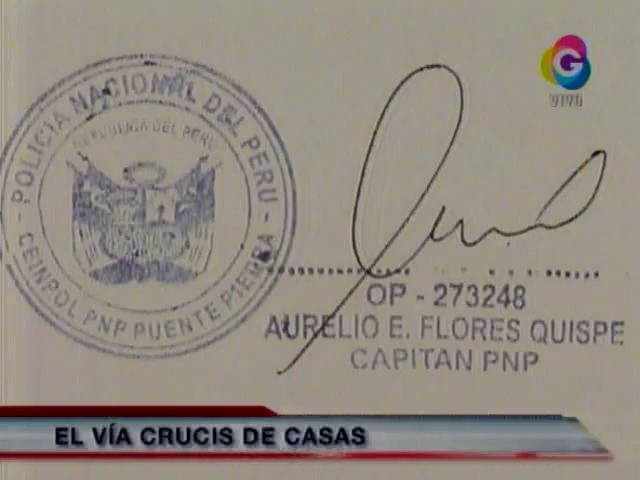 G
VIVO
POLICIA NACIONAL DEL PERU
REPUBLICA DEL PERU
CEINPOL PNP PUENTE PIEDRA
OP - 273248
AURELIO E. FLORES QUISPE
CAPITAN PNP
EL VÍA CRUCIS DE CASAS